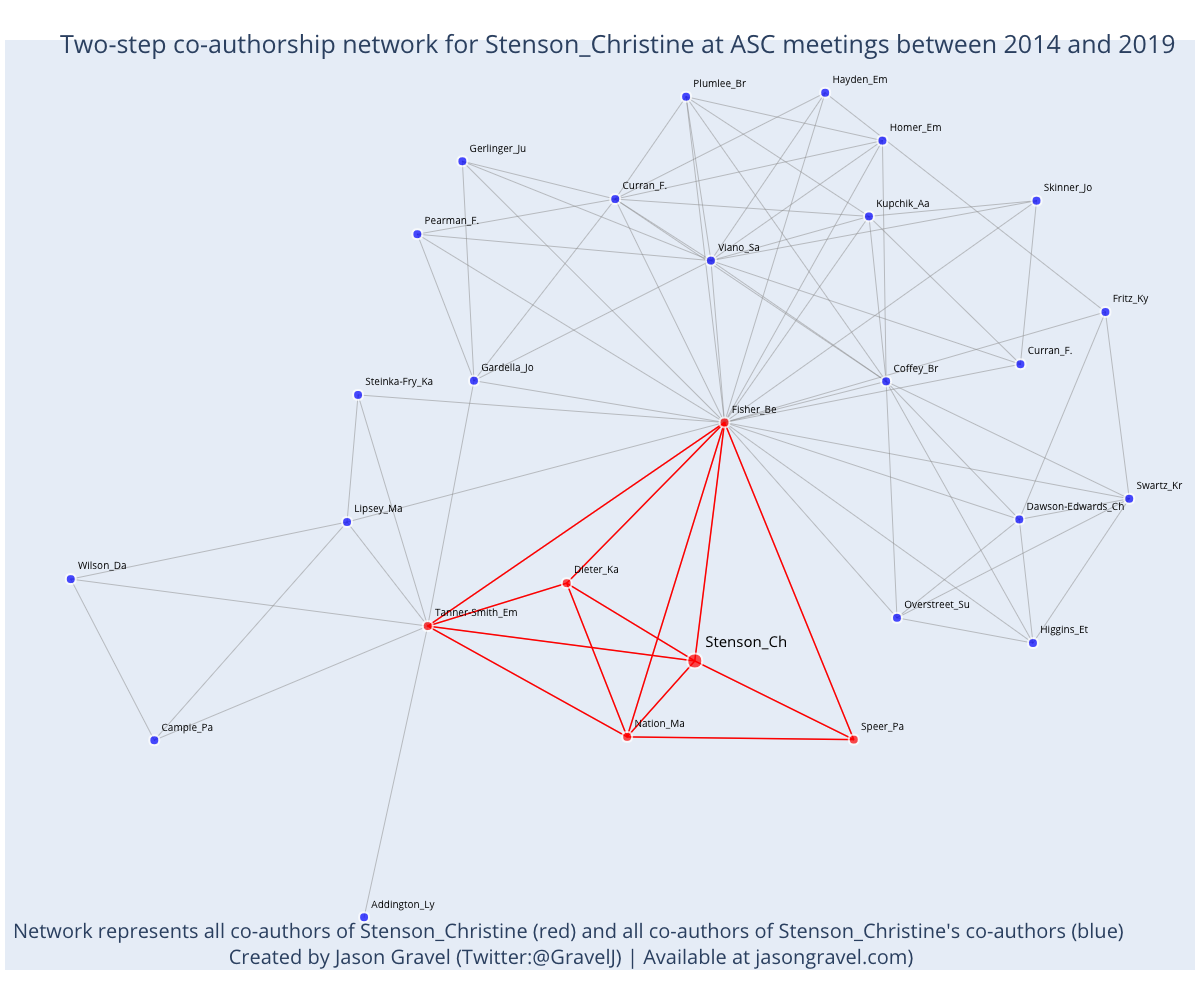 Two-step co-authorship network for Stenson_Christine at ASC meetings between 2014 and 2019
Hayden_Em
Plumlee_Br
Homer_Em
Gerlinger_Ju
Curran_F.
Skinner_Jo
Kupchik_Aa
Pearman_F.
Viano_Sa
Fritz_Ky
Curran_F.
Gardella_Jo
Coffey_Br
Steinka-Fry_Ka
Fisher_Be
Swartz_Kr
Lipsey_Ma
Dawson-Edwards_Ch
Wilson_Da
Dieter_Ka
Overstreet_Su
Tanner-Smith_Em
Higgins_Et
Stenson_Ch
Nation_Ma
Campie_Pa
Speer_Pa
Addington_Ly
Network represents all co-authors of Stenson_Christine (red) and all co-authors of Stenson_Christine's co-authors (blue)
Created by Jason Gravel (Twitter:@GravelJ) | Available at jasongravel.com)